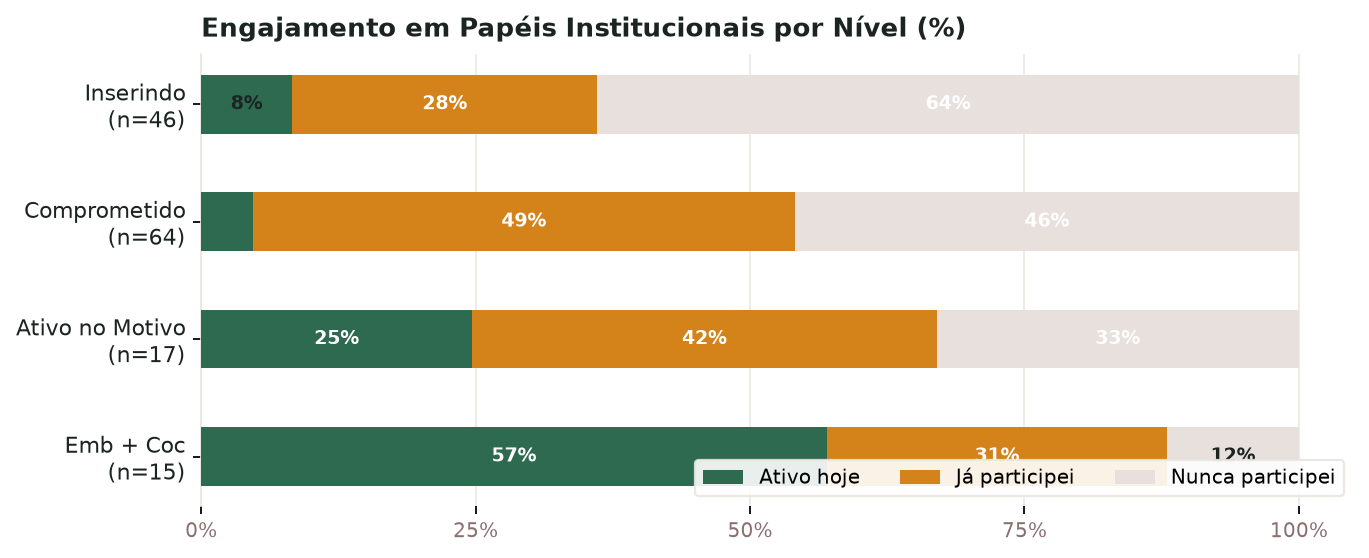 Engajamento em Papéis Institucionais por Nível (%)
Inserindo
(n=46)
8%
28%
64%
Comprometido
(n=64)
49%
46%
Ativo no Motivo
(n=17)
25%
42%
33%
Emb + Coc
(n=15)
57%
31%
12%
Ativo hoje
Já participei
Nunca participei
0%
25%
50%
75%
100%